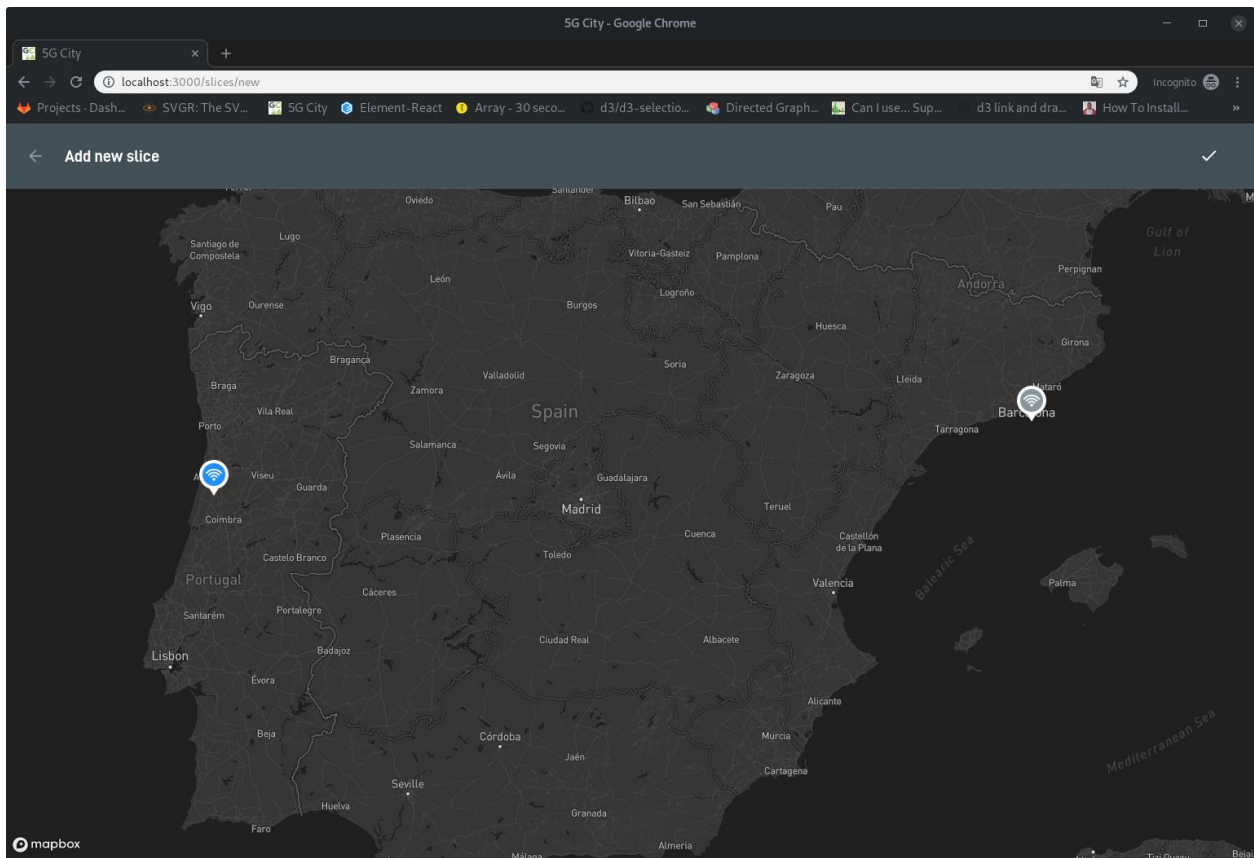 5G City - Google Chrome
5G City
localhost:3000/slices/new
Incognito
Projects · Dash...
SVGR: The SV...
5G City
Element-React
Array - 30 seco...
d3/d3-selectio...
Directed Graph...
Can I use... Sup...
d3 link and dra...
How To Install...
»
Add new slice
Santander
Oviedo
Bilbao
San Sebastián
Pau
Gulf of
Lion
Santiago de
Compostela
Lugo
Vitoria-Gasteiz
Pamplona
Perpignan
León
Andorra
Logroño
Vigo
Ourense
Burgos
Huesca
Girona
Bragança
Soria
Valladolid
Zaragoza
Lleida
Braga
Zamora
Mataró
Vila Real
Spain
Barcelona
Porto
Tarragona
Salamanca
Segovia
Viseu
Ávila
Guadalajara
Guarda
Madrid
Teruel
Coimbra
Plasencia
Cuenca
Castellón
de la Plana
Castelo Branco
Toledo
Balearic Sea
Portugal
Valencia
Palma
Cáceres
Santarém
Portalegre
Ciudad Real
Albacete
Lisbon
Badajoz
Évora
Alicante
Beja
Córdoba
Murcia
Mediterranean Sea
Jaén
Cartagena
Seville
Huelva
Granada
Faro
mapbox
Almeria
Málaga
Tizi Ouzou